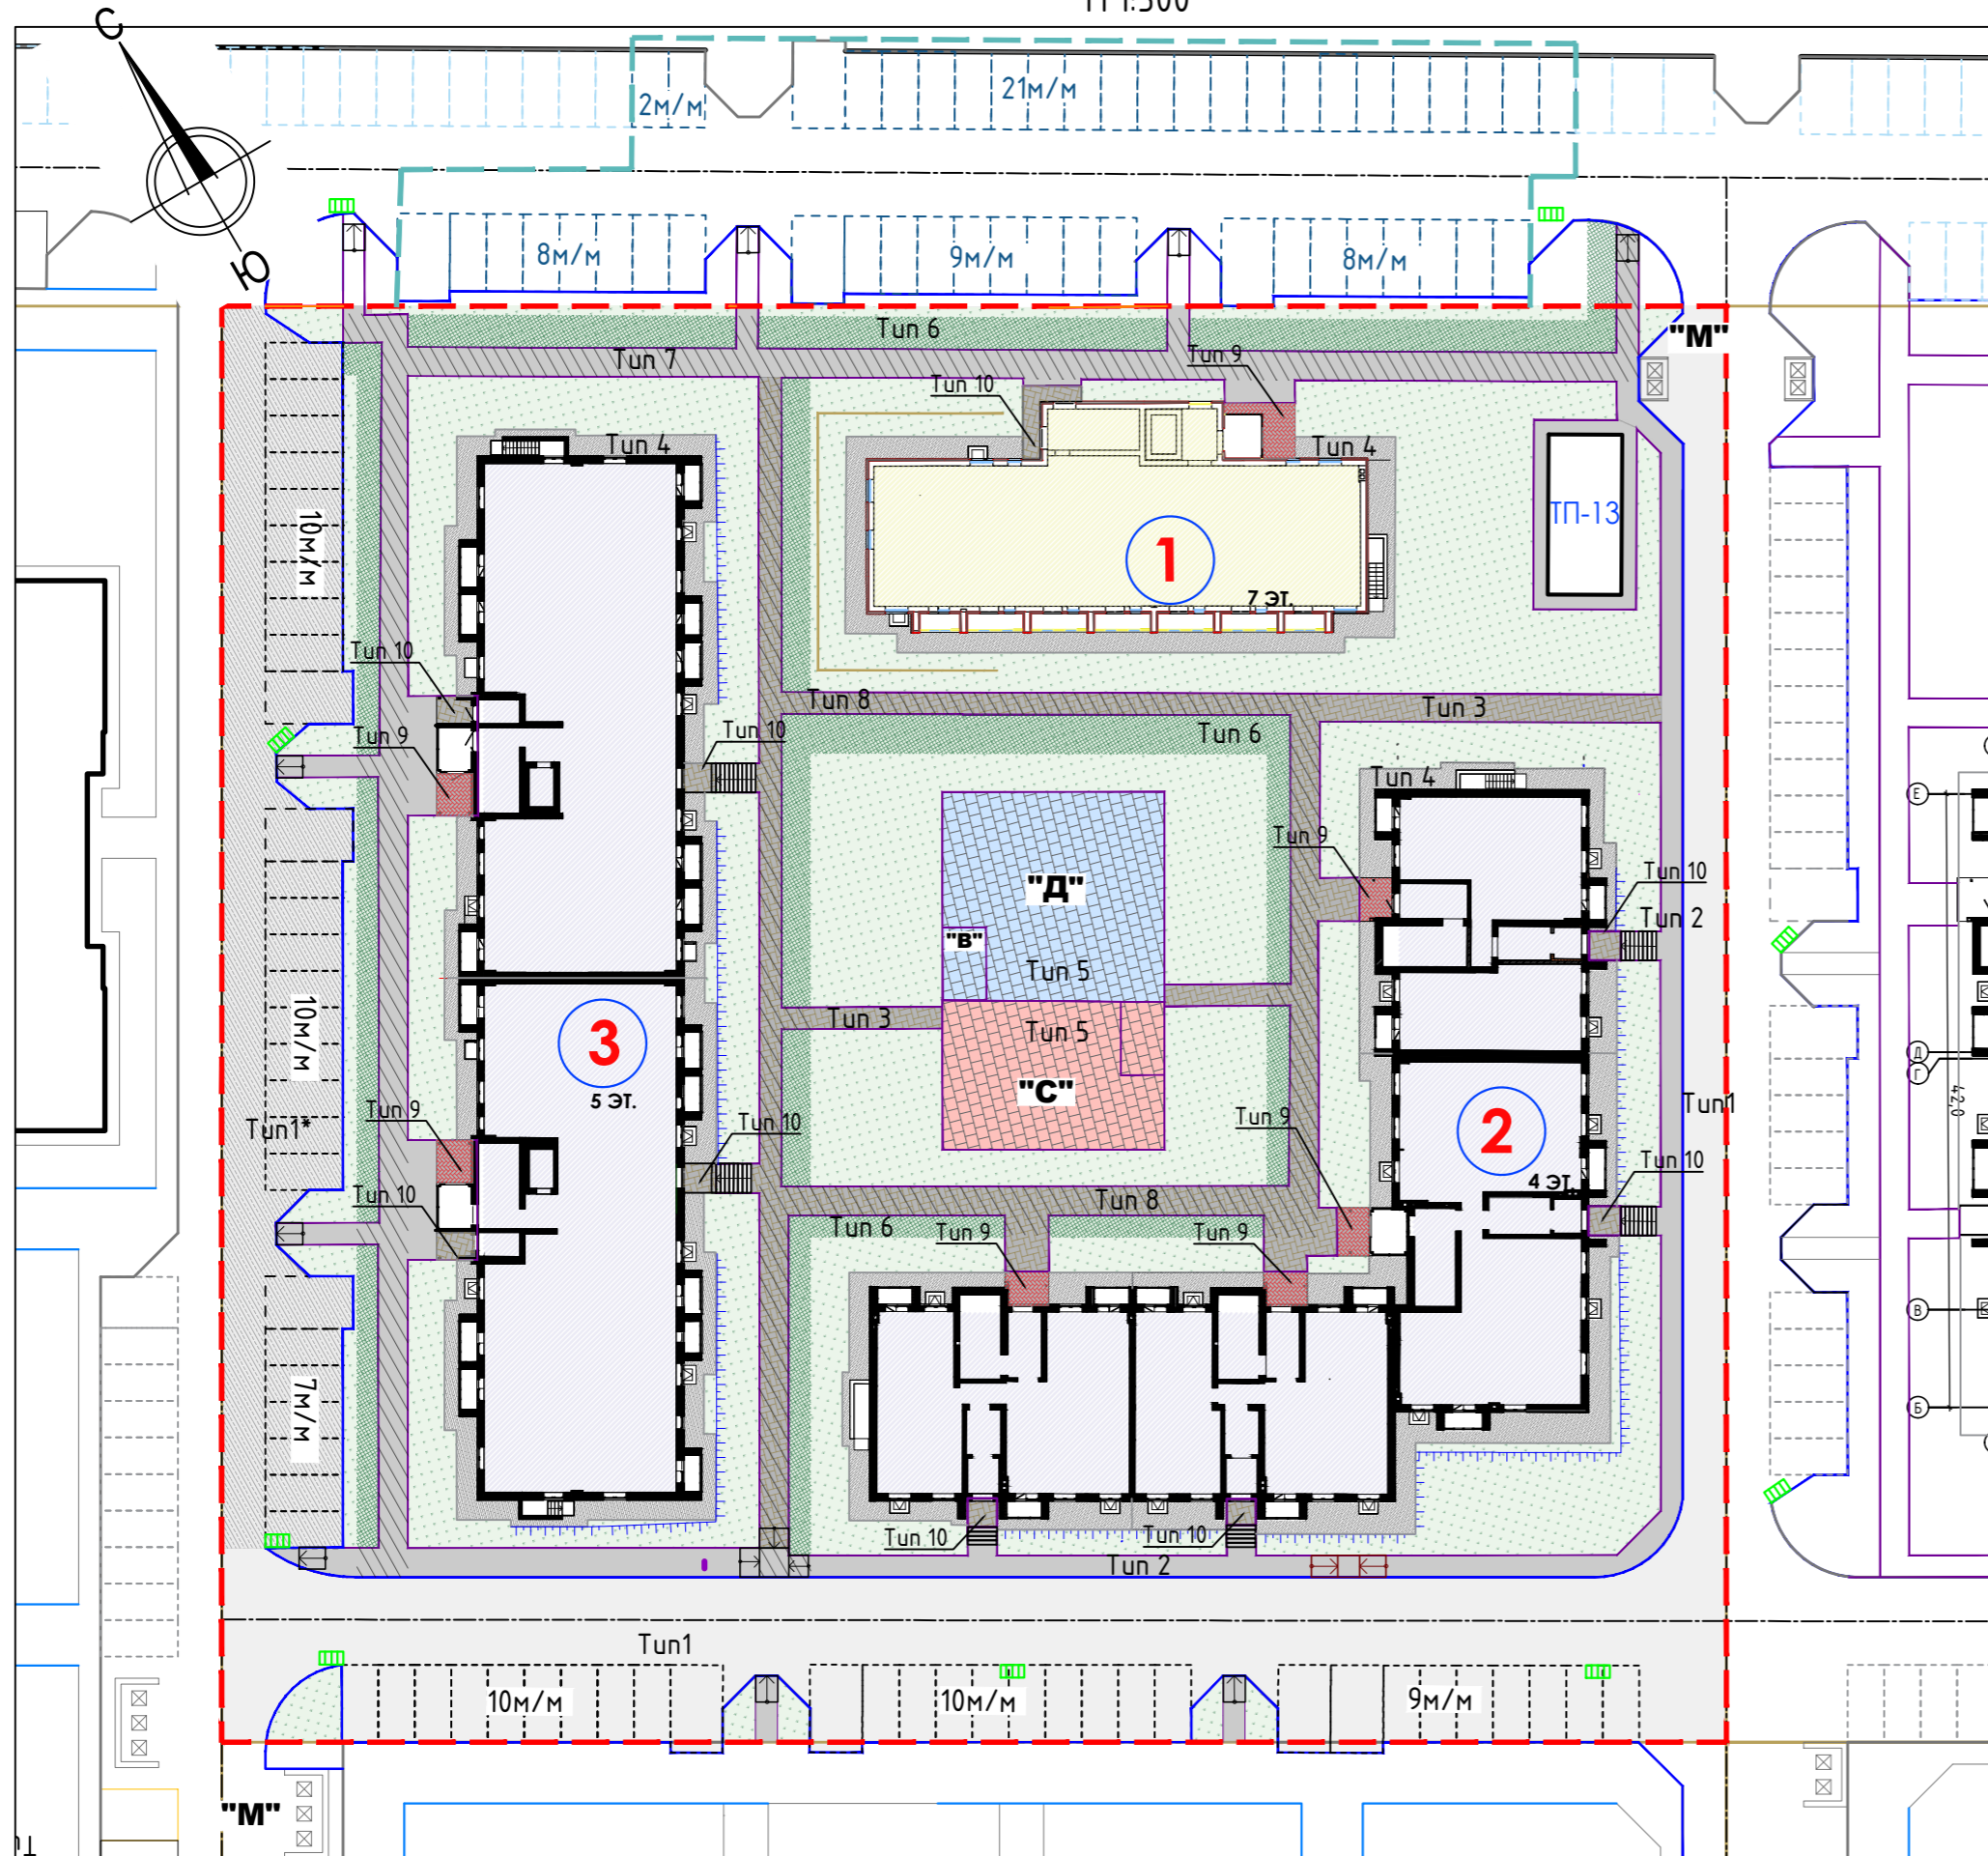 С
Ю
2м/м
21м/м
8м/м
9м/м
8м/м
"М"
Тип 6
Тип 7
Тип 9
Тип 10
Тип 4
Тип 4
ТП-13
1
7 ЭТ.
10м/м
Тип 10
Тип 9
Тип 8
Тип 3
Тип 10
Тип 6
Тип 4
Тип 9
Тип 10
Тип 2
"Д"
"В"
Тип 5
Тип 3
Тип 5
"С"
3
5 ЭТ.
10м/м
Тип1*
Тип 9
Тип 10
Тип 10
Тип 9
2
4 ЭТ.
Тип1
Тип 10
Тип 8
Тип 6
Тип 9
Тип 9
7м/м
Тип 10
Тип 10
Тип 2
Тип1
10м/м
10м/м
9м/м
"М"
Е
Д
Г
42,0
В
Б